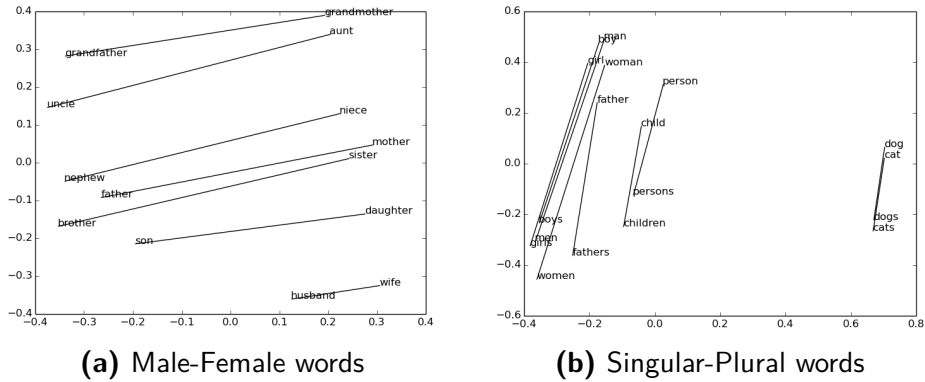 grandmother
aunt
grandfather
uncle
niece
mother
sister
nephew
father
brother
daughter
son
wife
husband
0.4
0.3
0.2
0.1
0.0
−0.1
−0.2
−0.3
−0.4
−0.4 −0.3 −0.2 −0.1 0.0 0.1 0.2 0.3 0.4
(a) Male-Female words
man
boy
girl woman
person
father
child
dog
cat
persons
boys
children
dogs
cats
men
girls
fathers
women
0.6
0.4
0.2
0.0
−0.2
−0.4
−0.6
−0.4 −0.2 0.0 0.2 0.4 0.6 0.8
(b) Singular-Plural words